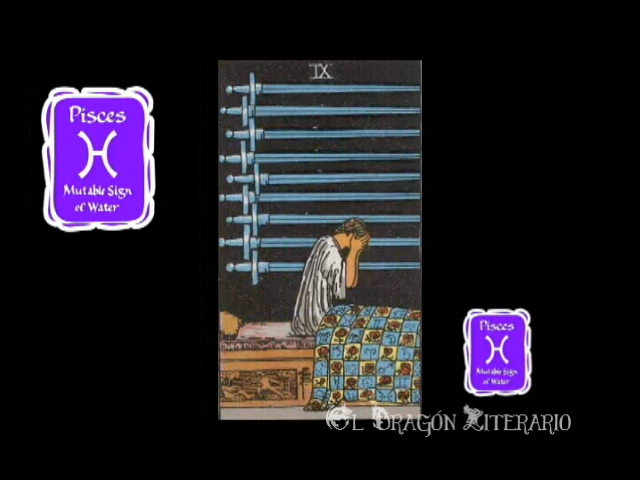 IX
Pisces
Mutable Sign
of Water
Pisces
Mutable Sign
of Water
El Dragón Literario